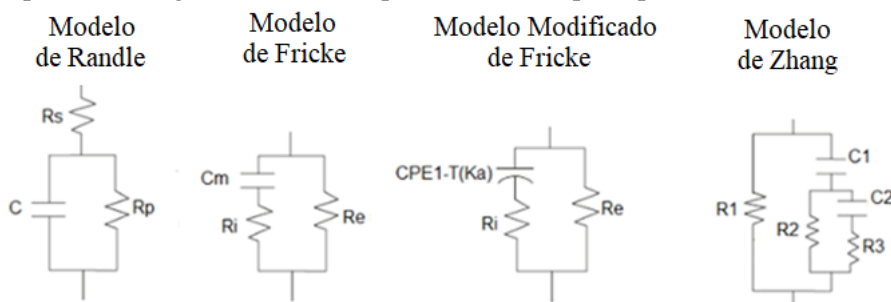 Modelo
de Randle
Modelo
de Fricke
Modelo Modificado
de Fricke
Modelo
de Zhang
Rs
C
Rp
Cm
Ri
Re
CPE1-T(Ka)
Ri
Re
C1
C2
R1
R2
R3